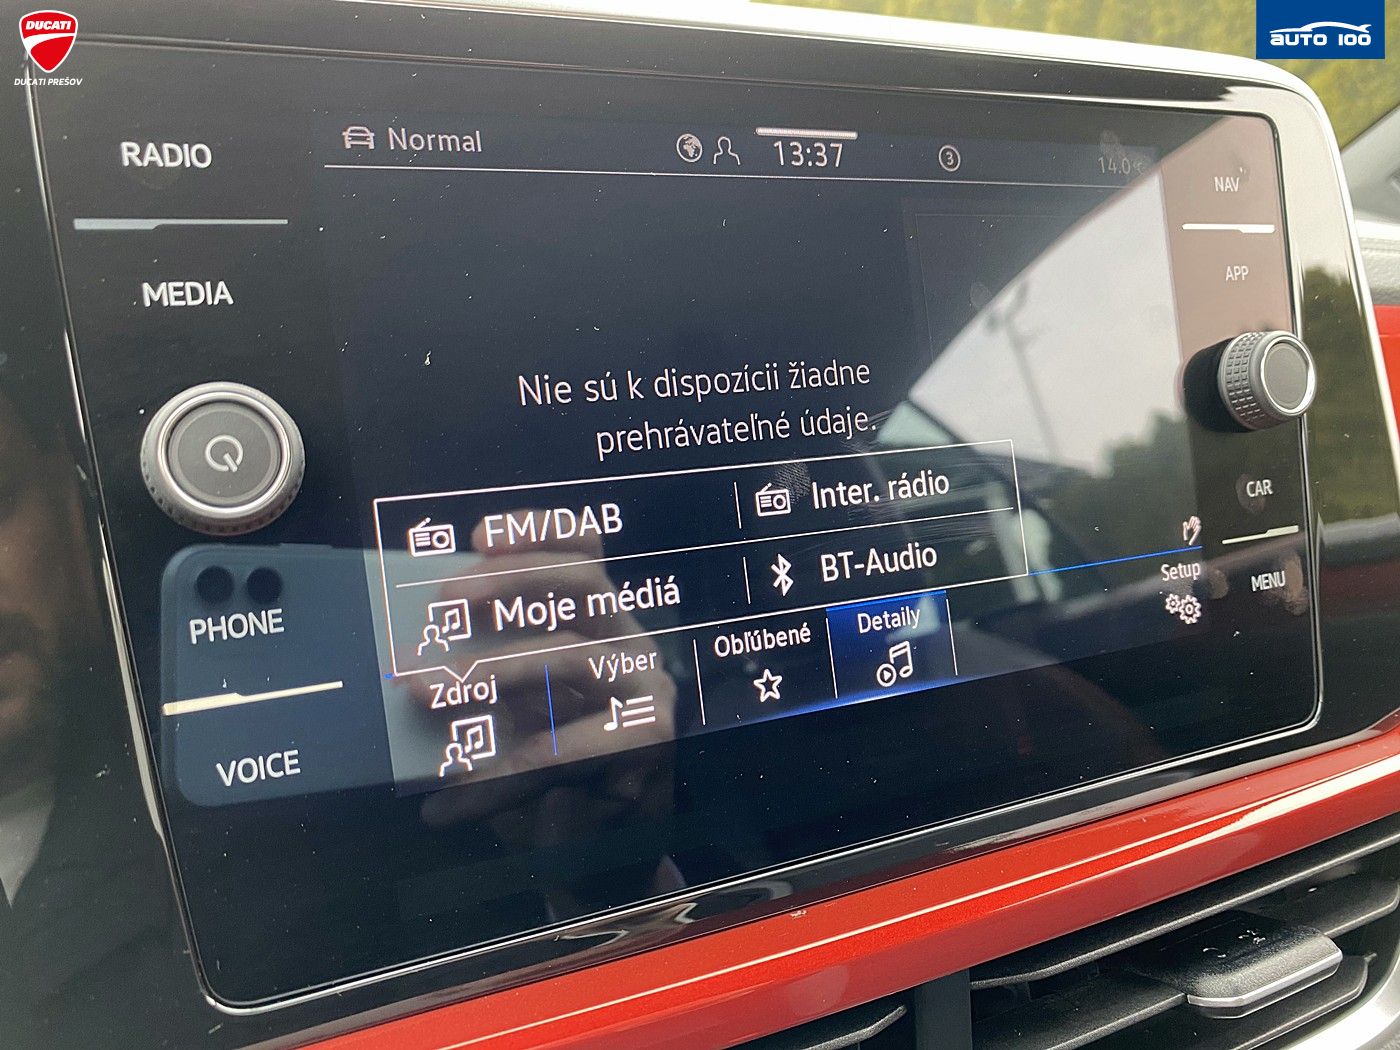 DUCATI
DUCATI PREŠOV
AUTO 100
RADIO
MEDIA
PHONE
VOICE
Normal
13:37
3
14.0°C
NAV
APP
CAR
MENU
Nie sú k dispozícii žiadne
prehrávateľné údaje.
FM/DAB
Inter. rádio
Moje médiá
BT-Audio
Zdroj
Výber
Obľúbené
Detaily
Setup